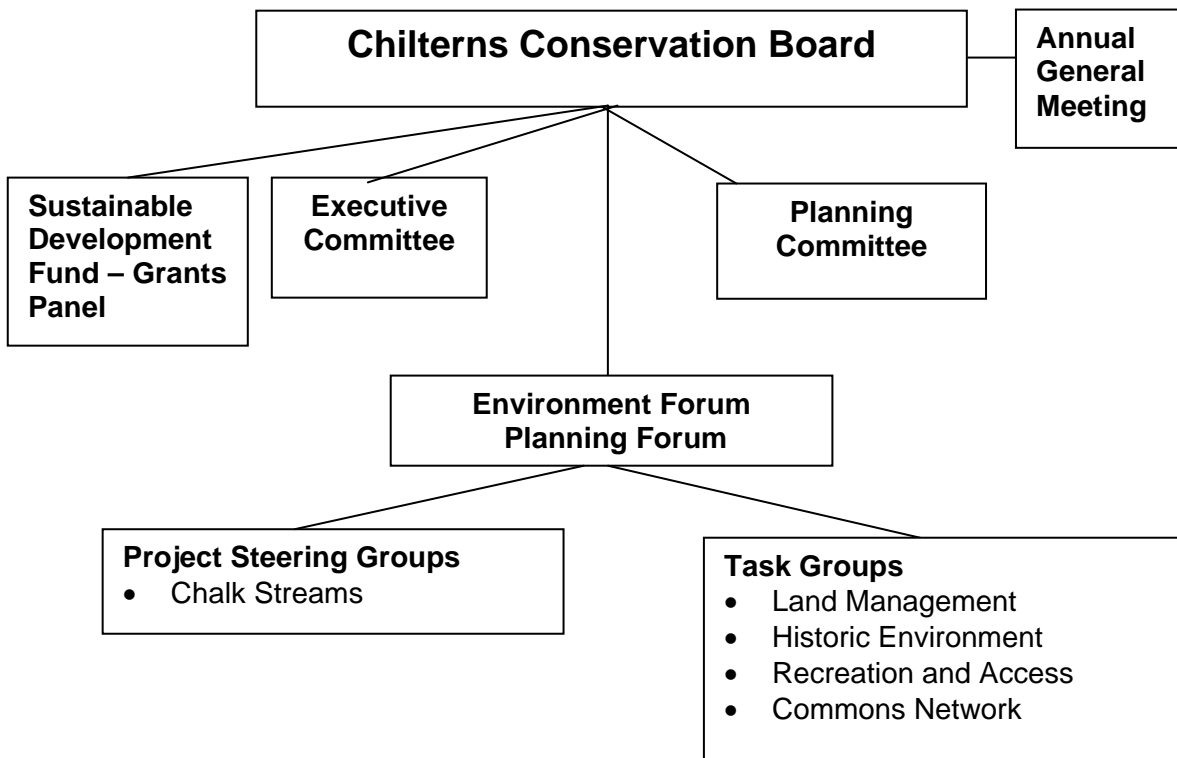 Chilterns Conservation Board
Annual
General
Meeting
Sustainable
Development
Fund – Grants
Panel
Executive
Committee
Planning
Committee
Environment Forum
Planning Forum
Project Steering Groups
• Chalk Streams
Task Groups
• Land Management
• Historic Environment
• Recreation and Access
• Commons Network